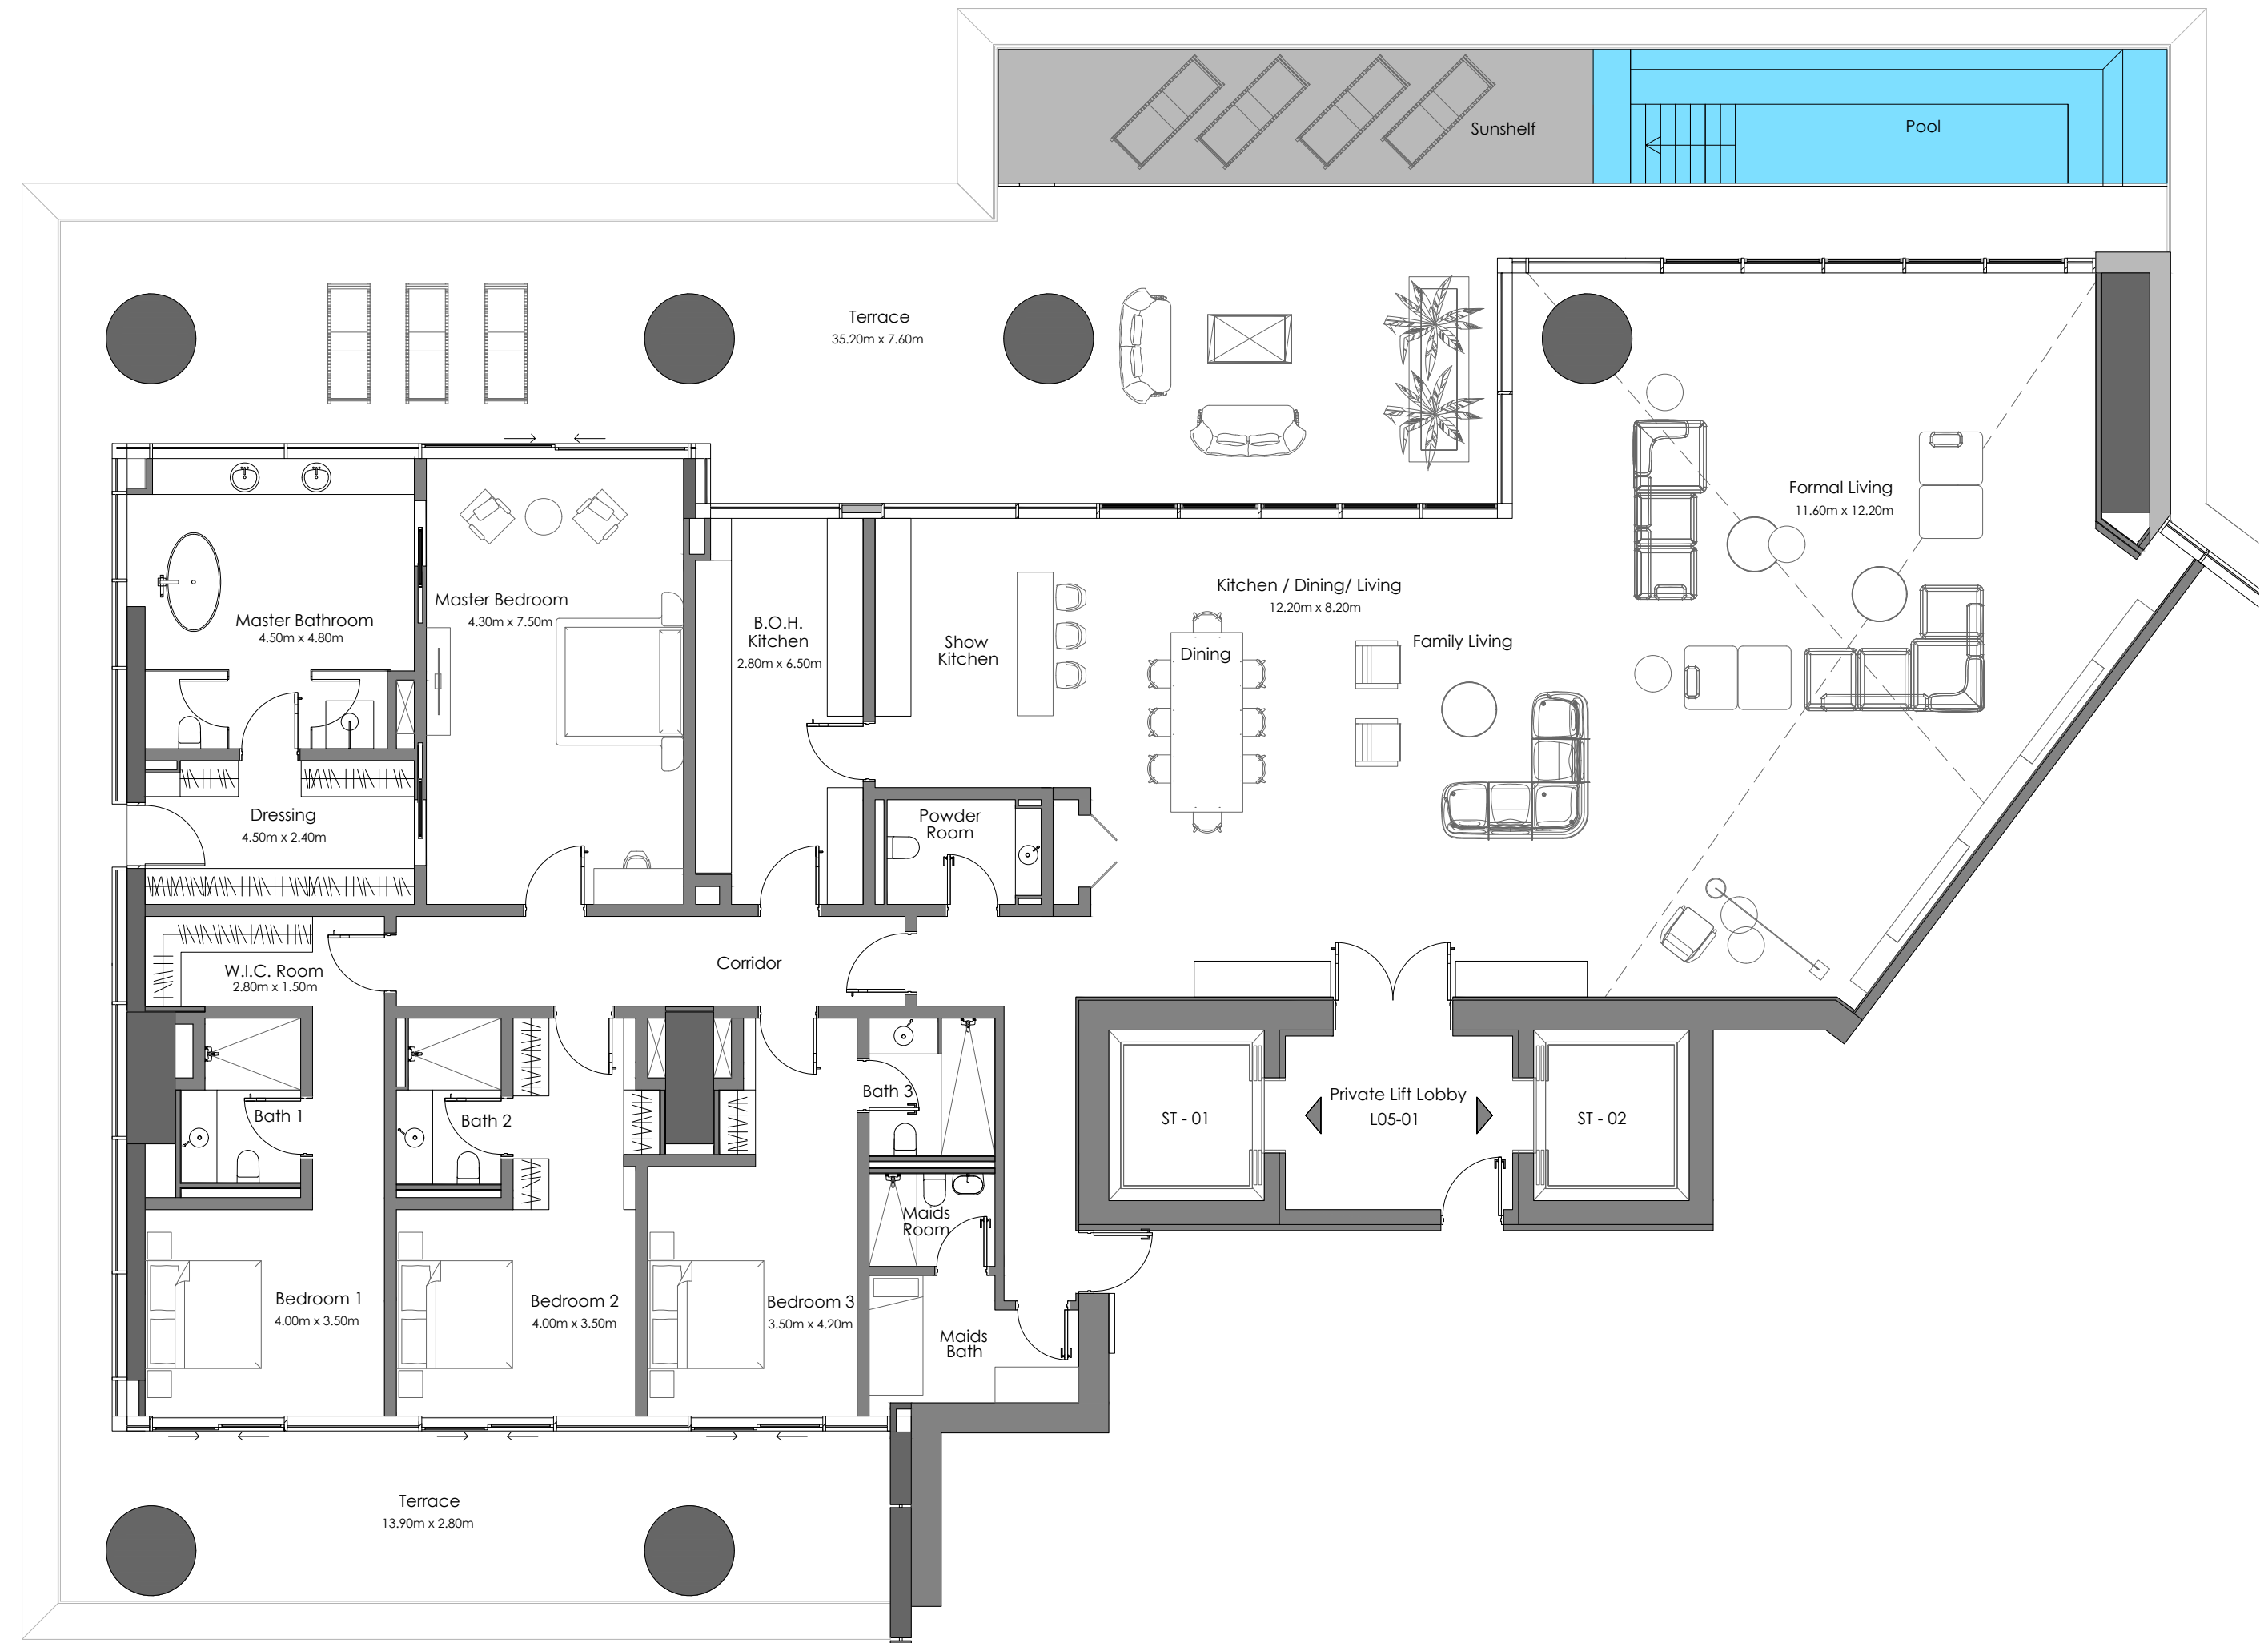 Sunshelf
Pool
Terrace
35.20m x 7.60m
Formal Living
11.60m x 12.20m
Kitchen / Dining/ Living
12.20m x 8.20m
Master Bedroom
4.30m x 7.50m
Master Bathroom
4.50m x 4.80m
B.O.H.
Kitchen
2.80m x 6.50m
Show
Kitchen
Dining
Family Living
Dressing
4.50m x 2.40m
Powder
Room
Corridor
W.I.C. Room
2.80m x 1.50m
Bath 1
Bath 2
Bath 3
ST - 01
Private Lift Lobby
L05-01
ST - 02
Maids
Room
Bedroom 1
4.00m x 3.50m
Bedroom 2
4.00m x 3.50m
Bedroom 3
3.50m x 4.20m
Maids
Bath
Terrace
13.90m x 2.80m